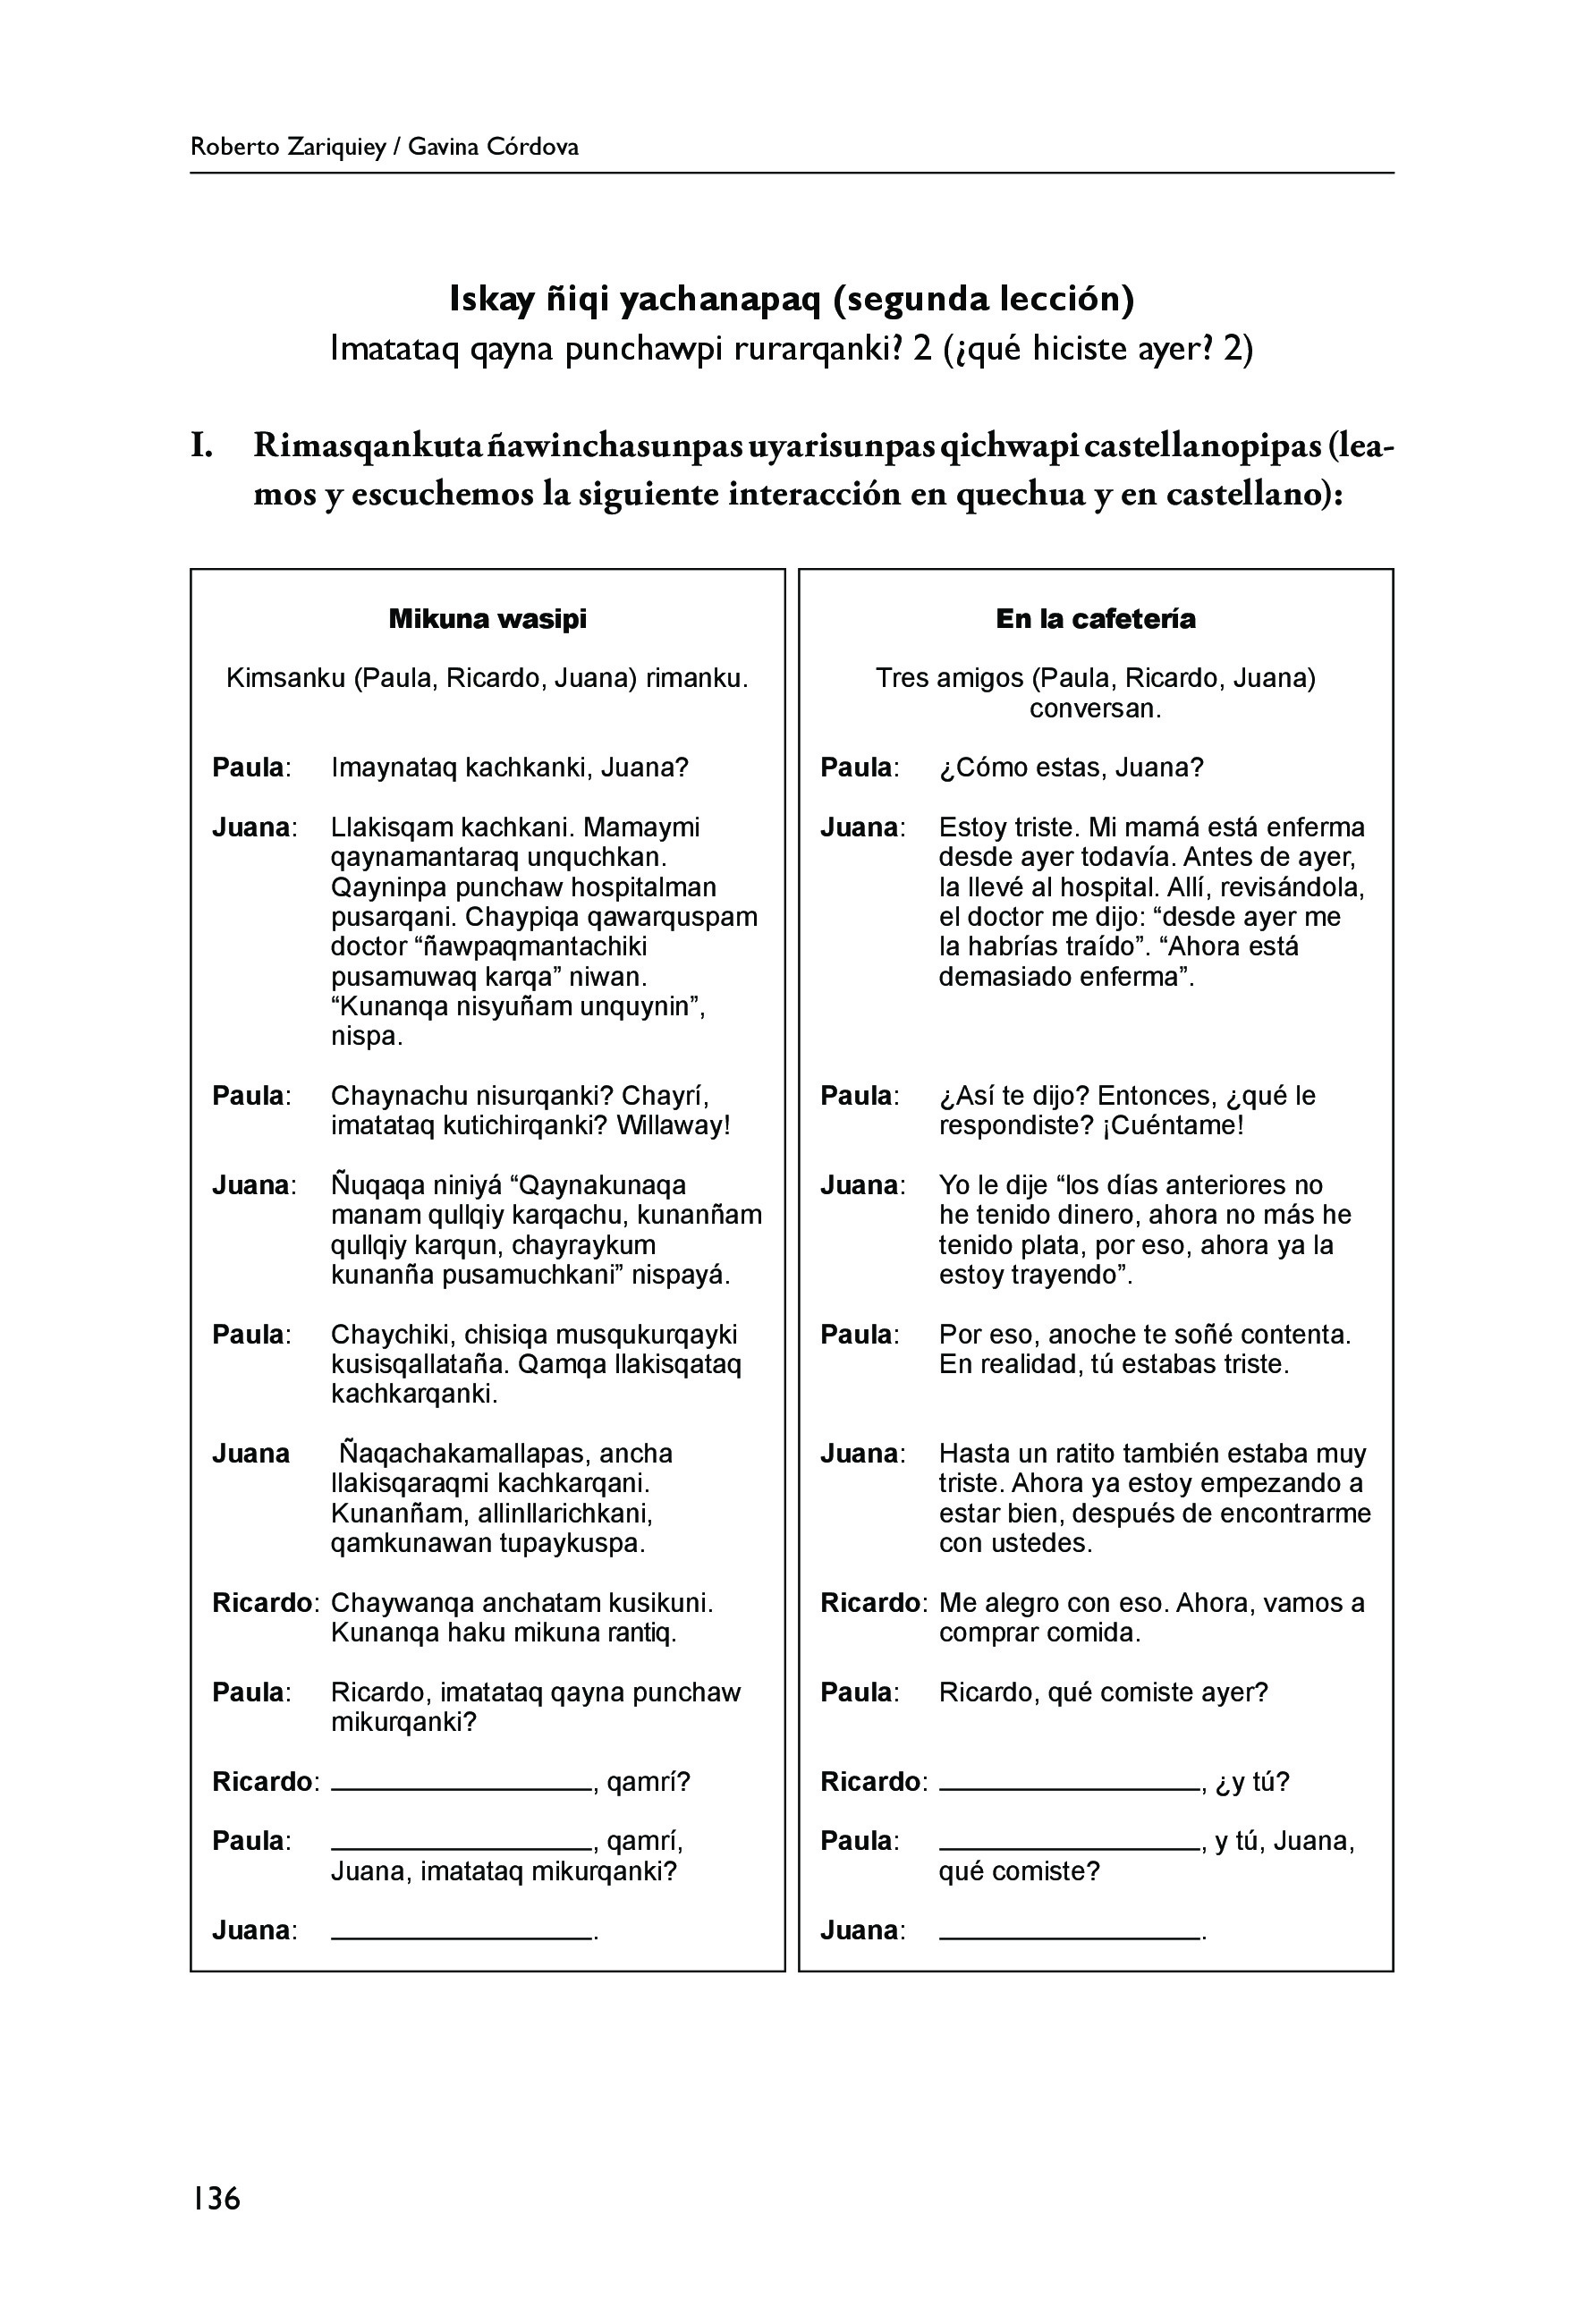 Roberto Zariquiey / Gavina Córdova
Iskay ñiqi yachanapaq (segunda lección)
Imatataq qayna punchawpi rurarqanki? 2 (¿qué hiciste ayer? 2)
I. Rimasqankuta ñawinchasunpas uyarisunpas qichwapi castellanopipas (lea-
mos y escuchemos la siguiente interacción en quechua y en castellano):
Mikuna wasipi
Kimsanku (Paula, Ricardo, Juana) rimanku.
Paula: Imaynataq kachkanki, Juana?
Juana: Llakisqam kachkani. Mamaymi
qaynamantaraq unquchkan.
Qayninpa punchaw hospitalman
pusarqani. Chaypiqa qawarquspam
doctor “ñawpaqmantachiki
pusamuwaq karqa” niwan.
“Kunanqa nisyuñam unquynin”,
nispa.
Paula: Chaynachu nisurqanki? Chayrí,
imatataq kutichirqanki? Willaway!
Juana: Ñuqaqa niniyá “Qaynakunaqa
manam qullqiy karqachu, kunanñam
qullqiy karqun, chayraykum
kunanña pusamuchkani” nispayá.
Paula: Chaychiki, chisiqa musqukurqayki
kusisqallataña. Qamqa llakisqataq
kachkarqanki.
Juana Ñaqachakamallapas, ancha
llakisqaraqmi kachkarqani.
Kunanñam, allinllarichkani,
qamkunawan tupaykuspa.
Ricardo: Chaywanqa anchatam kusikuni.
Kunanqa haku mikuna rantiq.
Paula: Ricardo, imatataq qayna punchaw
mikurqanki?
Ricardo: ____________, qamrí?
Paula: ____________, qamrí,
Juana, imatataq mikurqanki?
Juana: ____________.
En la cafetería
Tres amigos (Paula, Ricardo, Juana)
conversan.
Paula: ¿Cómo estas, Juana?
Juana: Estoy triste. Mi mamá está enferma
desde ayer todavía. Antes de ayer,
la llevé al hospital. Allí, revisándola,
el doctor me dijo: “desde ayer me
la habrías traído”. “Ahora está
demasiado enferma”.
Paula: ¿Así te dijo? Entonces, ¿qué le
respondiste? ¡Cuéntame!
Juana: Yo le dije “los días anteriores no
he tenido dinero, ahora no más he
tenido plata, por eso, ahora ya la
estoy trayendo”.
Paula: Por eso, anoche te soñé contenta.
En realidad, tú estabas triste.
Juana: Hasta un ratito también estaba muy
triste. Ahora ya estoy empezando a
estar bien, después de encontrarme
con ustedes.
Ricardo: Me alegro con eso. Ahora, vamos a
comprar comida.
Paula: Ricardo, qué comiste ayer?
Ricardo: ____________, ¿y tú?
Paula: ____________, y tú, Juana,
qué comiste?
Juana: ____________.
136